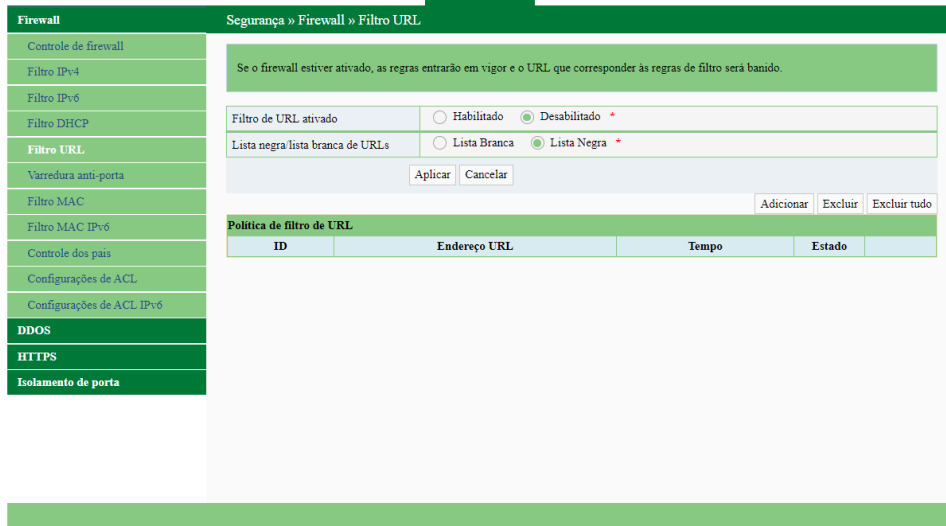 Firewall
Controle de firewall
Filtro IPv4
Filtro IPv6
Filtro DHCP
Filtro URL
Varredura anti-porta
Filtro MAC
Filtro MAC IPv6
Controle dos pais
Configurações de ACL
Configurações de ACL IPv6
DDOS
HTTPS
Isolamento de porta
Segurança » Firewall » Filtro URL
Se o firewall estiver ativado, as regras entrarão em vigor e o URL que corresponder às regras de filtro será banido.
Filtro de URL ativado Habilitado Desabilitado *
Lista negra/lista branca de URLs Lista Branca Lista Negra *
Aplicar Cancelar
Adicionar Excluir Excluir tudo
Política de filtro de URL
ID Endereço URL Tempo Estado